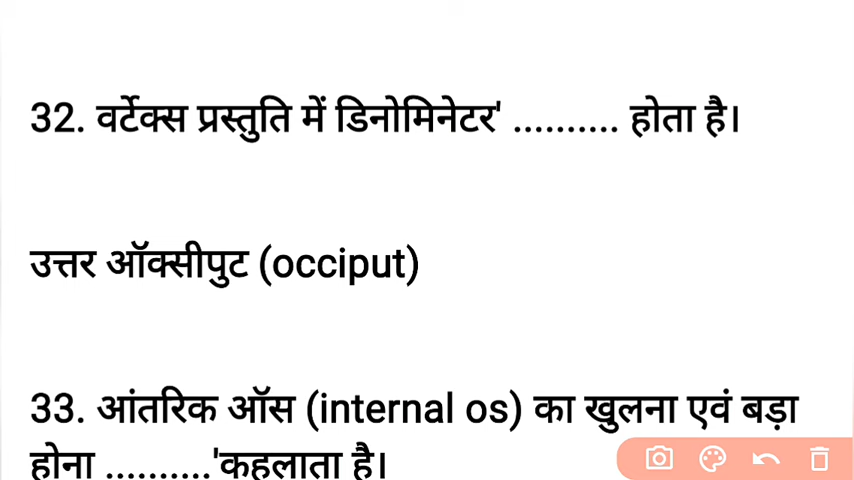 32. वर्टेक्स प्रस्तुति में डिनोमिनेटर' .......... होता है।
उत्तर ऑक्सीपुट (occiput)
33. आंतरिक ऑस (internal os) का खुलना एवं बड़ा
होना ..........'कहलाता है।